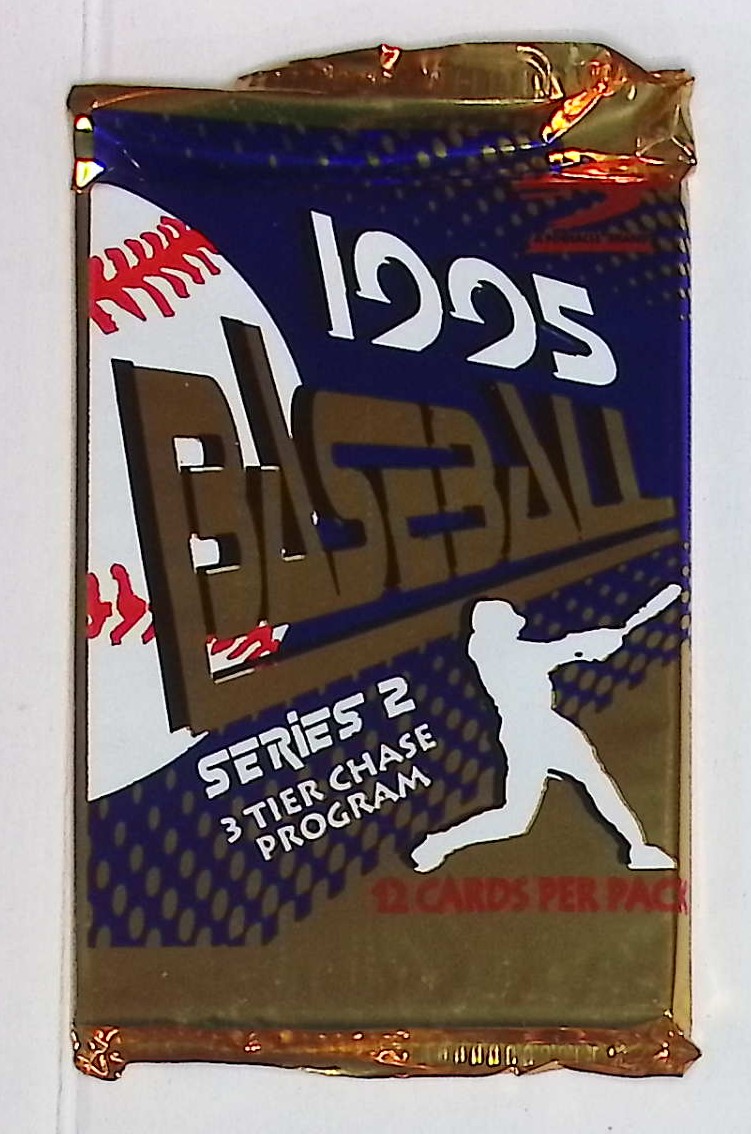 1995
BASEBALL
SERIES 2
3 TIER CHASE
PROGRAM
12 CARDS PER PACK